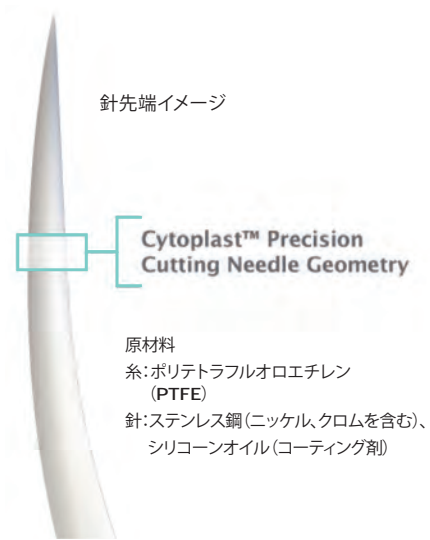 針先端イメージ
Cytoplast™ Precision
Cutting Needle Geometry
原材料
糸:ポリテトラフルオロエチレン
(PTFE)
針:ステンレス鋼(ニッケル、クロムを含む)、
シリコーンオイル(コーティング剤)